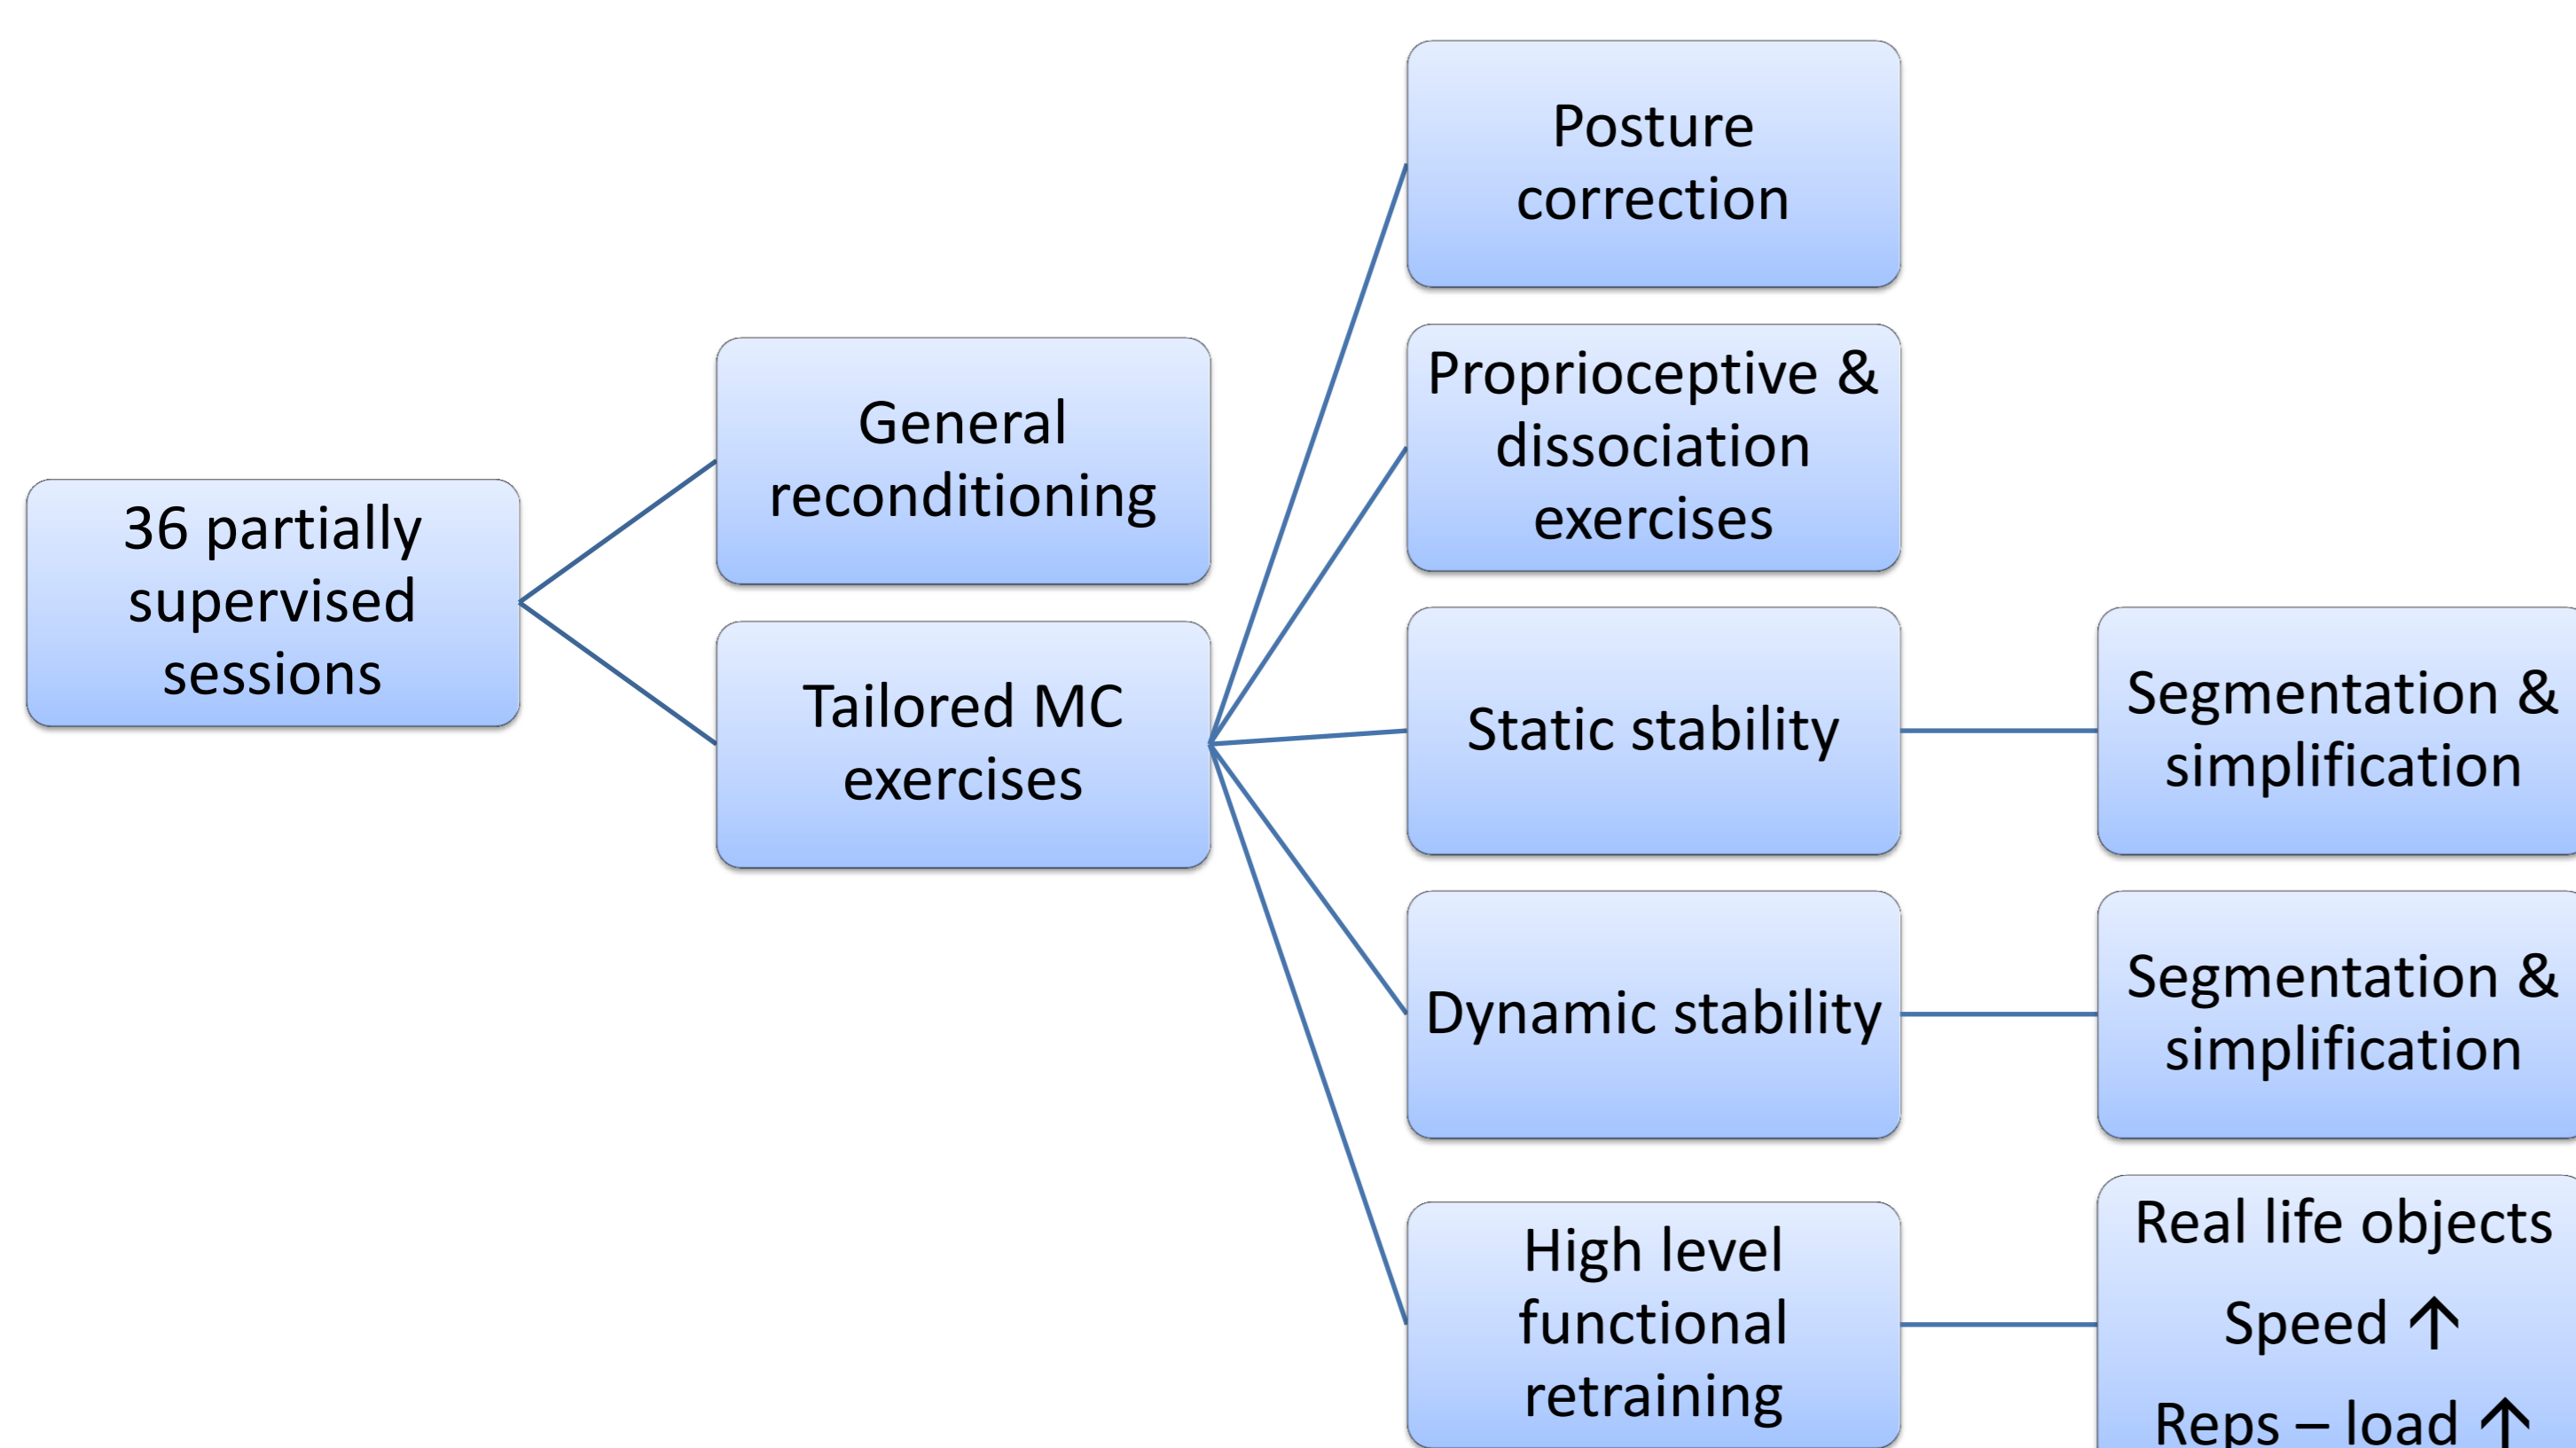 36 partially
supervised
sessions
General
reconditioning
Tailored MC
exercises
Posture
correction
Proprioceptive &
dissociation
exercises
Static stability
Dynamic stability
High level
functional
retraining
Segmentation &
simplification
Segmentation &
simplification
Real life objects
Speed ↑
Reps – load ↑